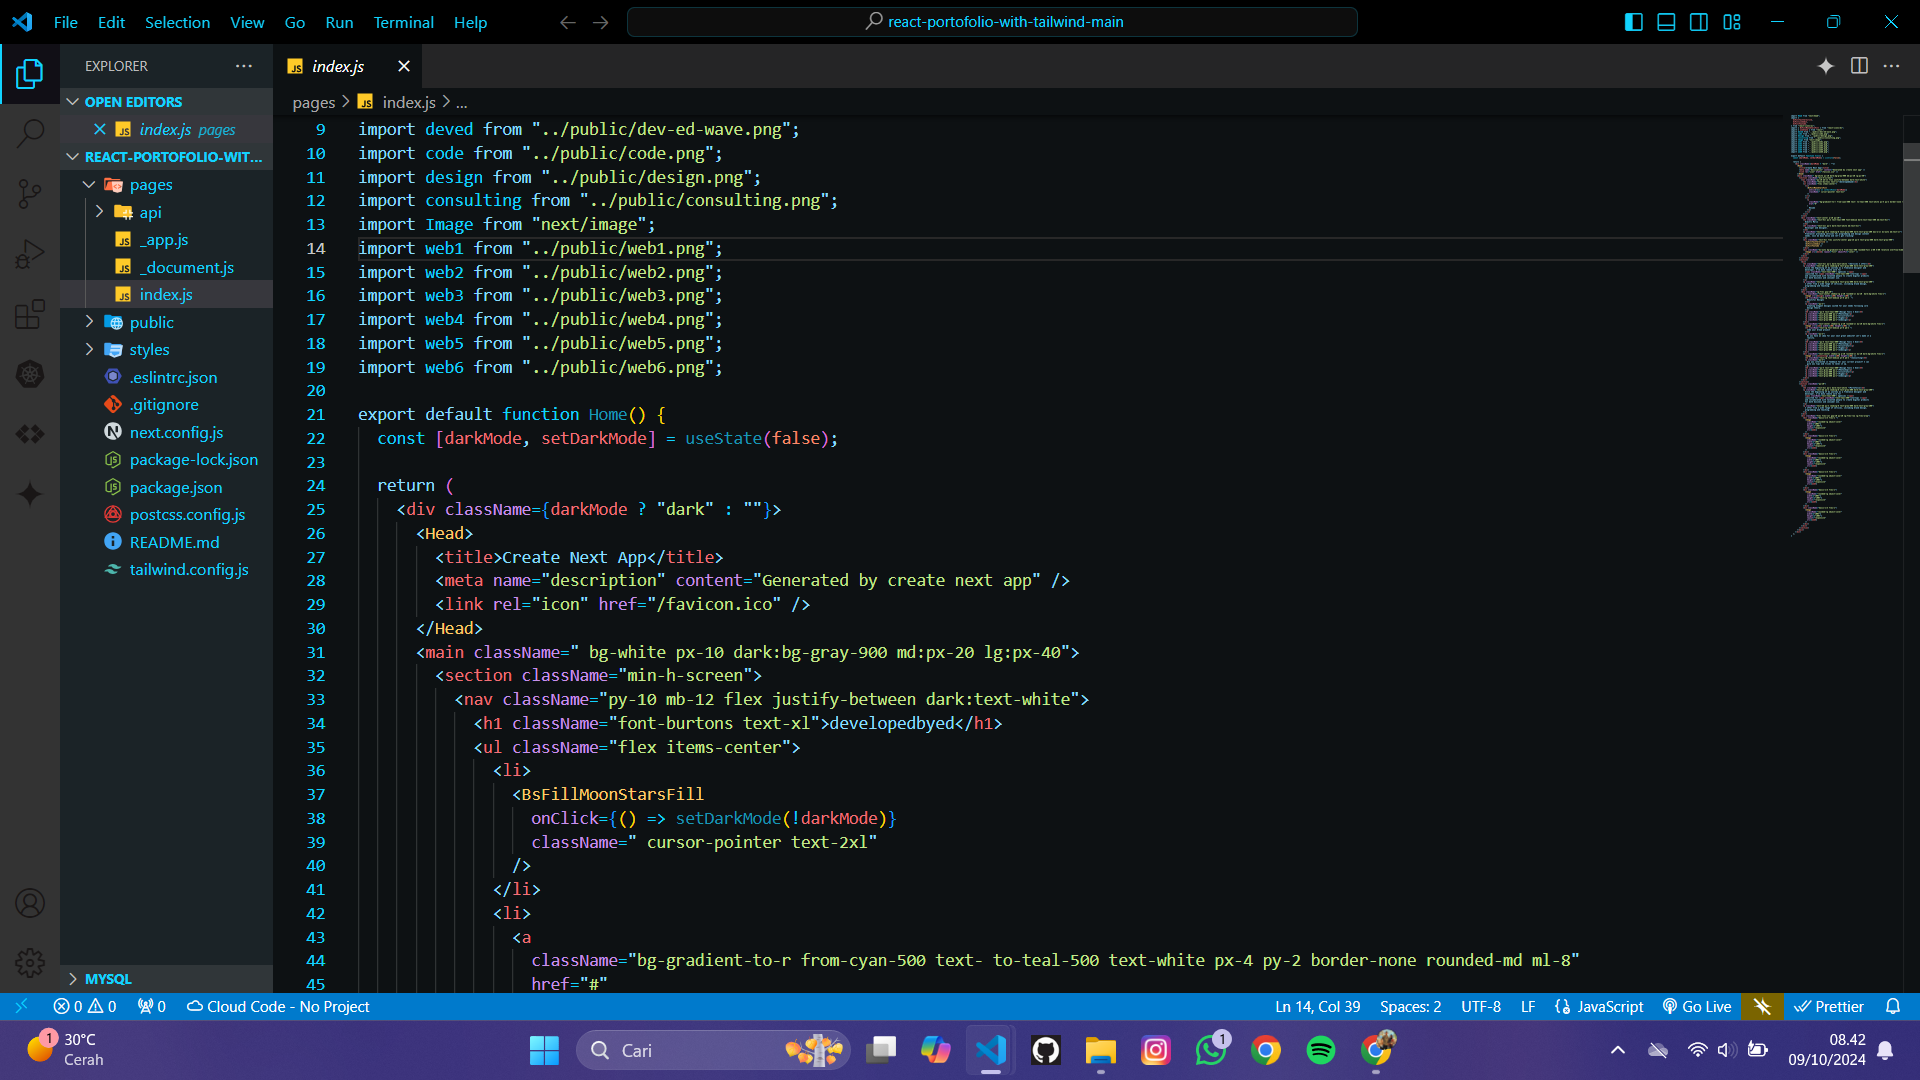 File Edit Selection View Go Run Terminal Help
react-portofolio-with-tailwind-main
EXPLORER
OPEN EDITORS
index.js pages
REACT-PORTOFOLIO-WIT...
pages
api
_app.js
_document.js
index.js
public
styles
.eslintrc.json
.gitignore
next.config.js
package-lock.json
package.json
postcss.config.js
README.md
tailwind.config.js
MYSQL
index.js
pages > index.js > ...
9 import deved from "../public/dev-ed-wave.png";
10 import code from "../public/code.png";
11 import design from "../public/design.png";
12 import consulting from "../public/consulting.png";
13 import Image from "next/image";
14 import web1 from "../public/web1.png";
15 import web2 from "../public/web2.png";
16 import web3 from "../public/web3.png";
17 import web4 from "../public/web4.png";
18 import web5 from "../public/web5.png";
19 import web6 from "../public/web6.png";
20
21 export default function Home() {
22 const [darkMode, setDarkMode] = useState(false);
23
24 return (
25 <div className={darkMode ? "dark" : ""}>
26 <Head>
27 <title>Create Next App</title>
28 <meta name="description" content="Generated by create next app" />
29 <link rel="icon" href="/favicon.ico" />
30 </Head>
31 <main className=" bg-white px-10 dark:bg-gray-900 md:px-20 lg:px-40">
32 <section className="min-h-screen">
33 <nav className="py-10 mb-12 flex justify-between dark:text-white">
34 <h1 className="font-burtons text-xl">developedbyed</h1>
35 <ul className="flex items-center">
36 <li>
37 <BsFillMoonStarsFill
38 onClick={() => setDarkMode(!darkMode)}
39 className=" cursor-pointer text-2xl"
40 />
41 </li>
42 <li>
43 <a
44 className="bg-gradient-to-r from-cyan-500 text- to-teal-500 text-white px-4 py-2 border-none rounded-md ml-8"
45 href="#"
0 0 0 Cloud Code - No Project
Ln 14, Col 39 Spaces: 2 UTF-8 LF {} JavaScript Go Live Prettier
1
30°C
Cerah
Cari
1
08.42
09/10/2024